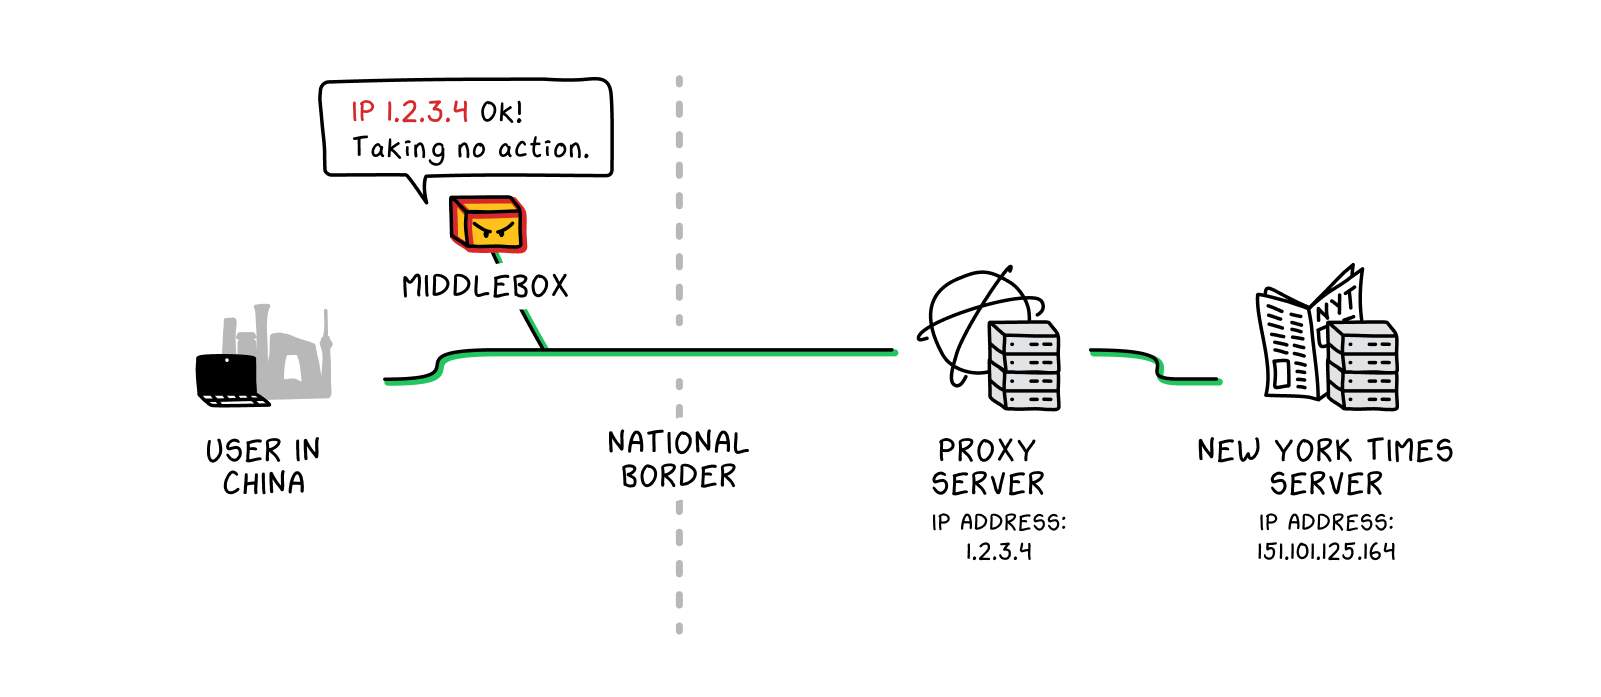 IP 1.2.3.4 OK!
Taking no action.
MIDDLEBOX
NYT
USER IN
CHINA
NATIONAL
BORDER
PROXY
SERVER
IP ADDRESS:
1.2.3.4
NEW YORK TIMES
SERVER
IP ADDRESS:
151.101.125.164